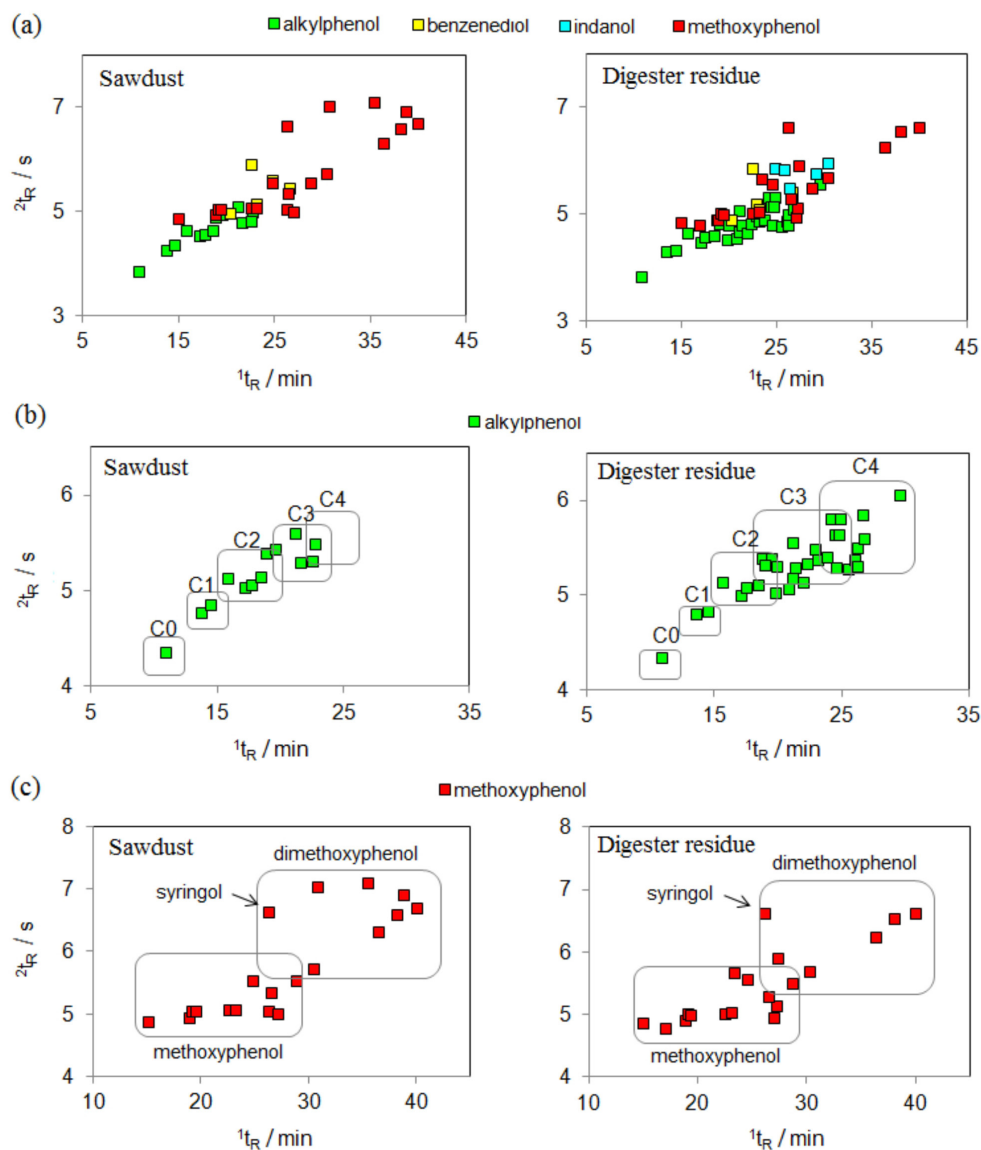 (a)
alkylphenol benzenediol indanol methoxyphenol
Sawdust
Digester residue
²tR / s
7
5
3
5 15 25 35 45
¹tR / min
7
5
3
5 15 25 35 45
¹tR / min
(b)
alkylphenol
Sawdust
Digester residue
²tR / s
6
5
4
C0
C1
C2
C3
C4
5 15 25 35
¹tR / min
6
5
4
C0
C1
C2
C3
C4
5 15 25 35
¹tR / min
(c)
methoxyphenol
Sawdust
Digester residue
²tR / s
8
7
6
5
4
dimethoxyphenol
syringol
methoxyphenol
10 20 30 40
¹tR / min
8
7
6
5
4
dimethoxyphenol
syringol
methoxyphenol
10 20 30 40
¹tR / min